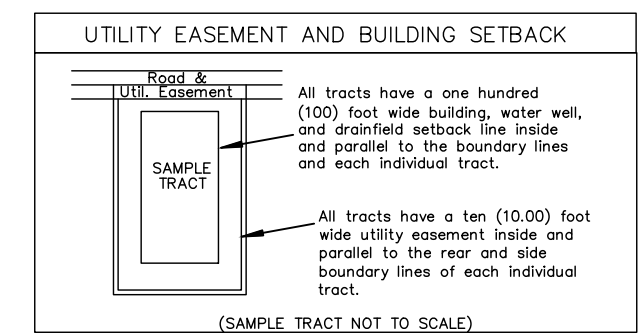 UTILITY EASEMENT AND BUILDING SETBACK
Road &
Util. Easement
SAMPLE
TRACT
All tracts have a one hundred
(100) foot wide building, water well,
and drainfield setback line inside
and parallel to the boundary lines
and each individual tract.
All tracts have a ten (10.00) foot
wide utility easement inside and
parallel to the rear and side
boundary lines of each individual
tract.
(SAMPLE TRACT NOT TO SCALE)